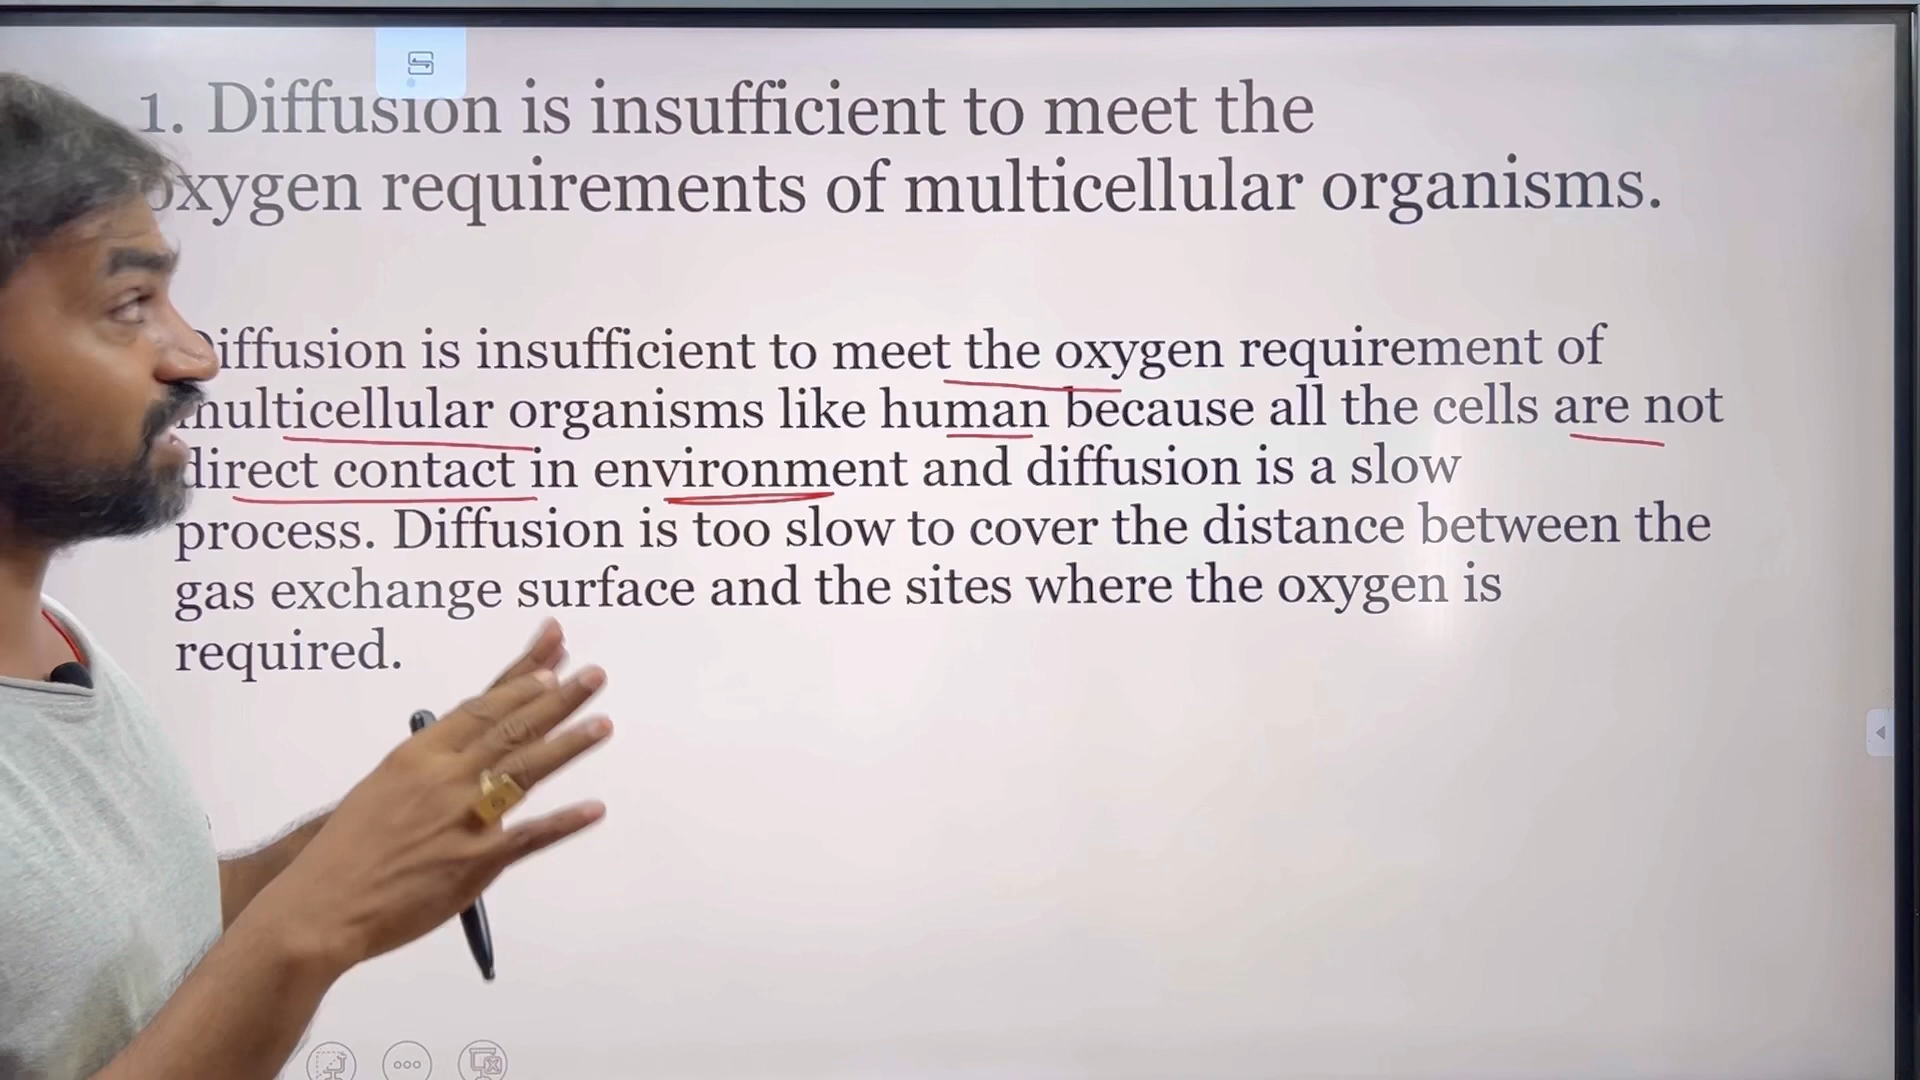 1. Diffusion is insufficient to meet the
oxygen requirements of multicellular organisms.
Diffusion is insufficient to meet the oxygen requirement of
multicellular organisms like human because all the cells are not
direct contact in environment and diffusion is a slow
process. Diffusion is too slow to cover the distance between the
gas exchange surface and the sites where the oxygen is
required.